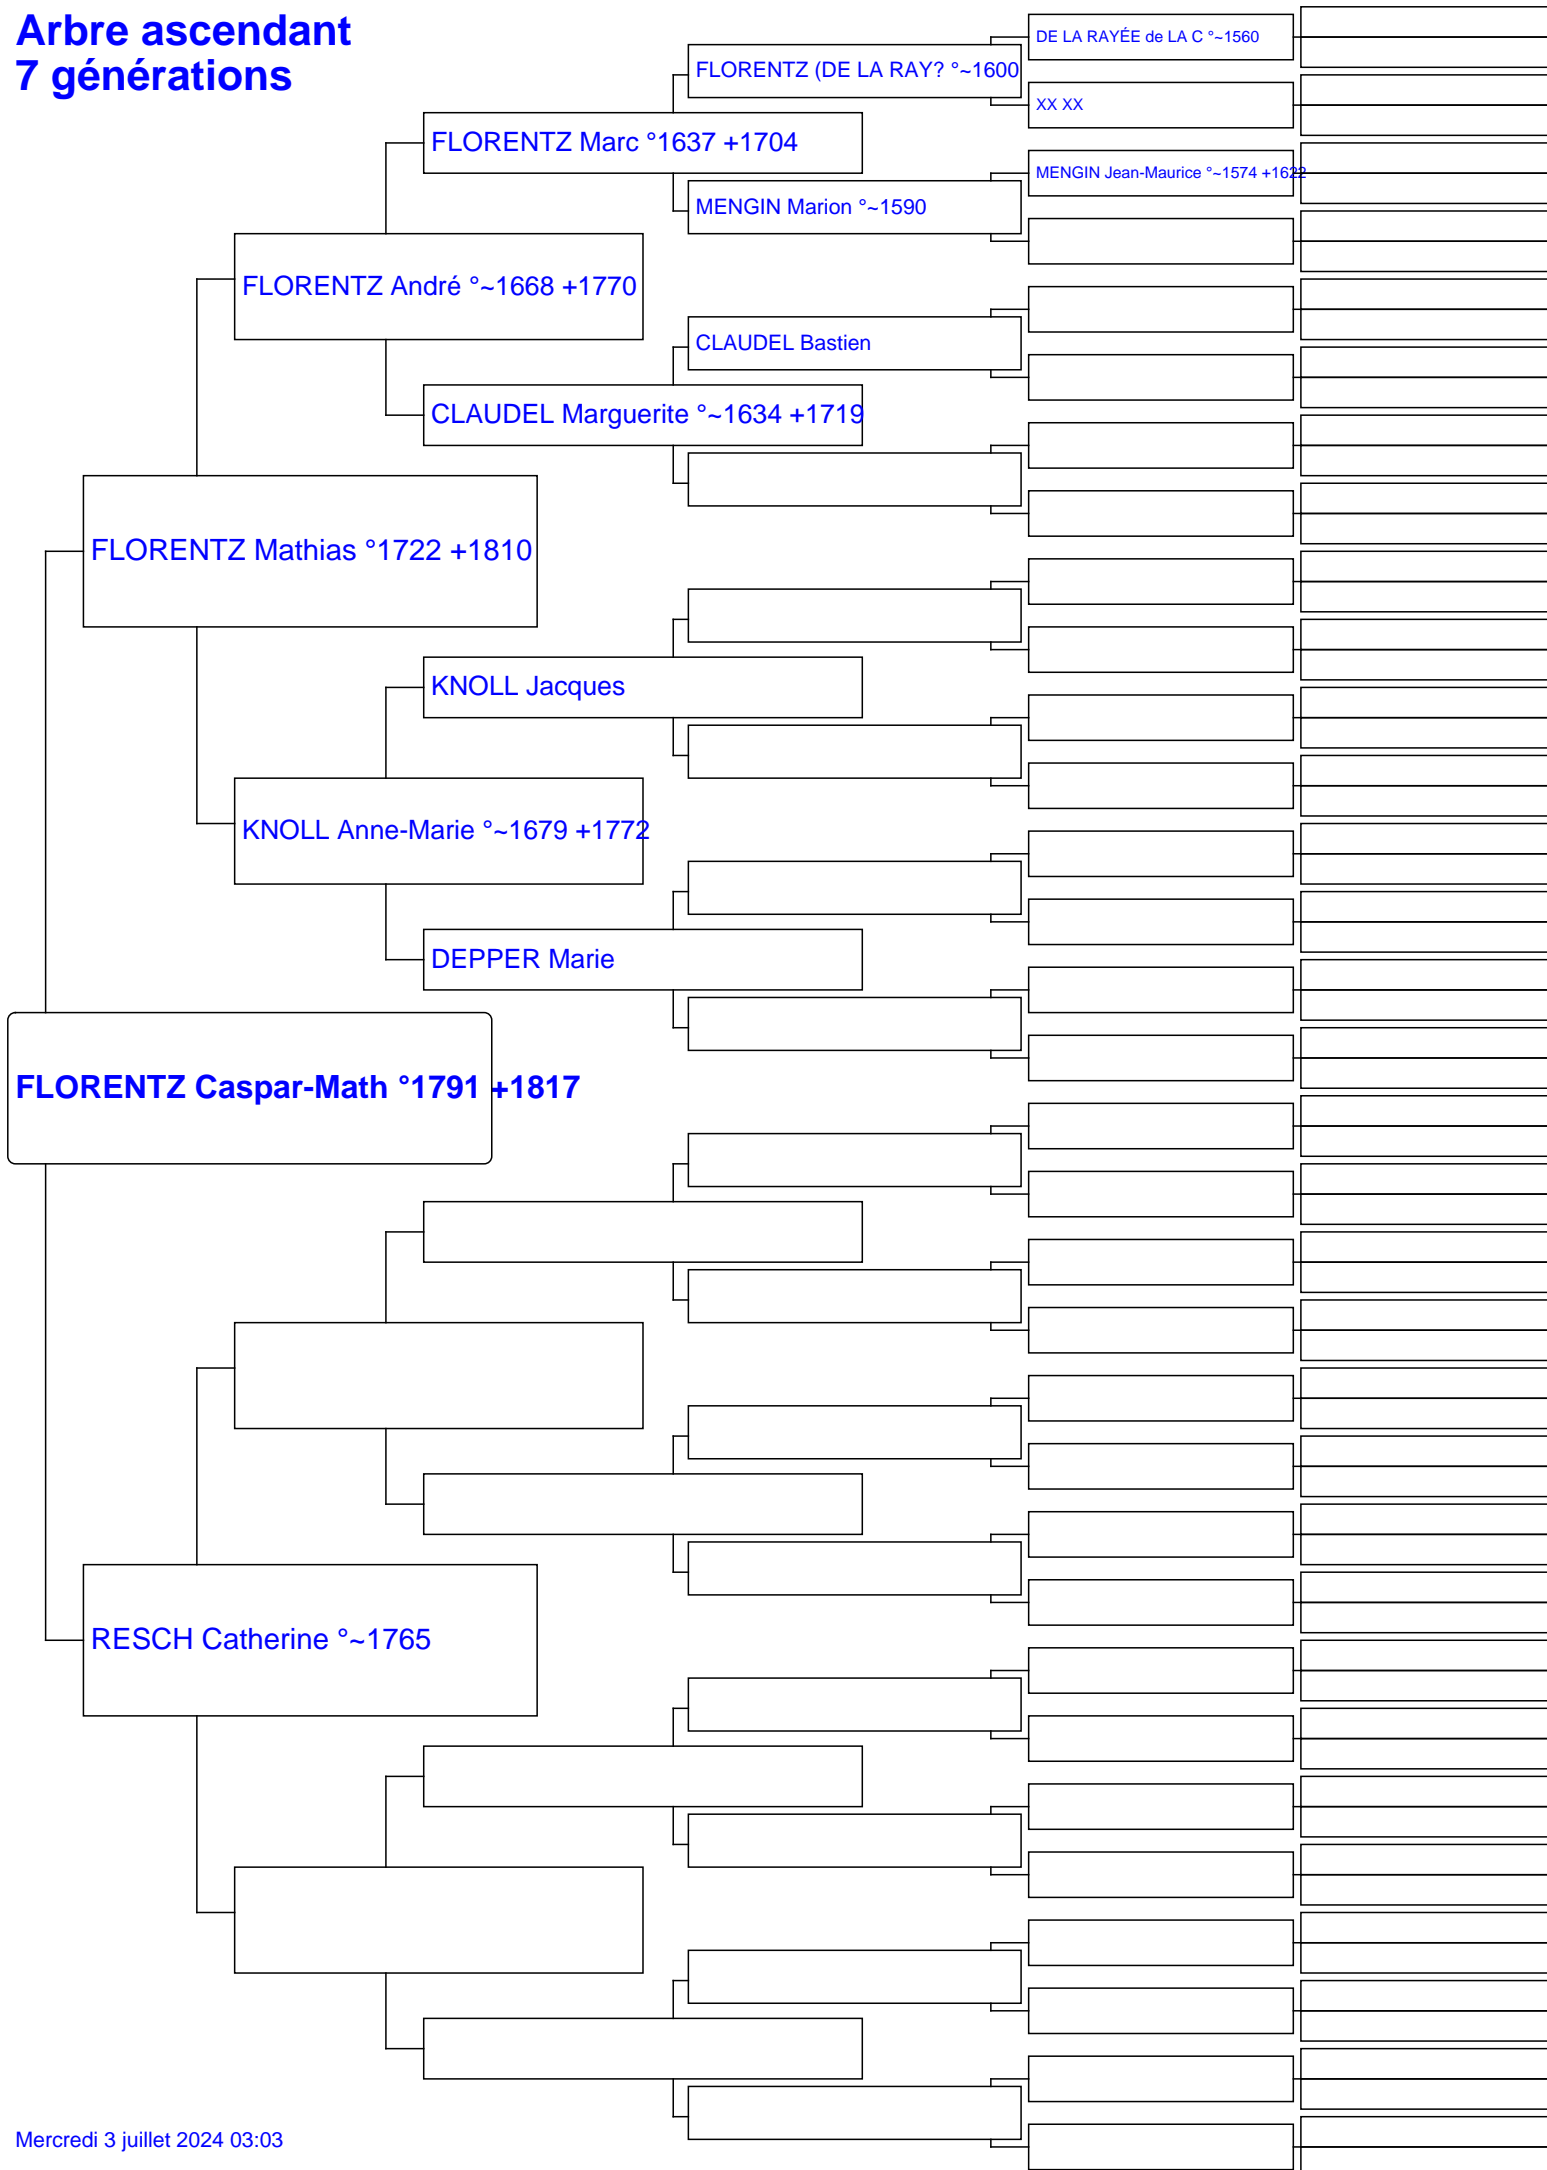 Arbre ascendant
7 générations
DE LA RAYÉE de LA C °~1560
FLORENTZ (DE LA RAY? °~1600
XX XX
FLORENTZ Marc °1637 +1704
MENGIN Jean-Maurice °~1574 +1622
MENGIN Marion °~1590
FLORENTZ André °~1668 +1770
CLAUDEL Bastien
CLAUDEL Marguerite °~1634 +1719
FLORENTZ Mathias °1722 +1810
KNOLL Jacques
KNOLL Anne-Marie °~1679 +1772
DEPPER Marie
FLORENTZ Caspar-Math °1791 +1817
RESCH Catherine °~1765
Mercredi 3 juillet 2024 03:03